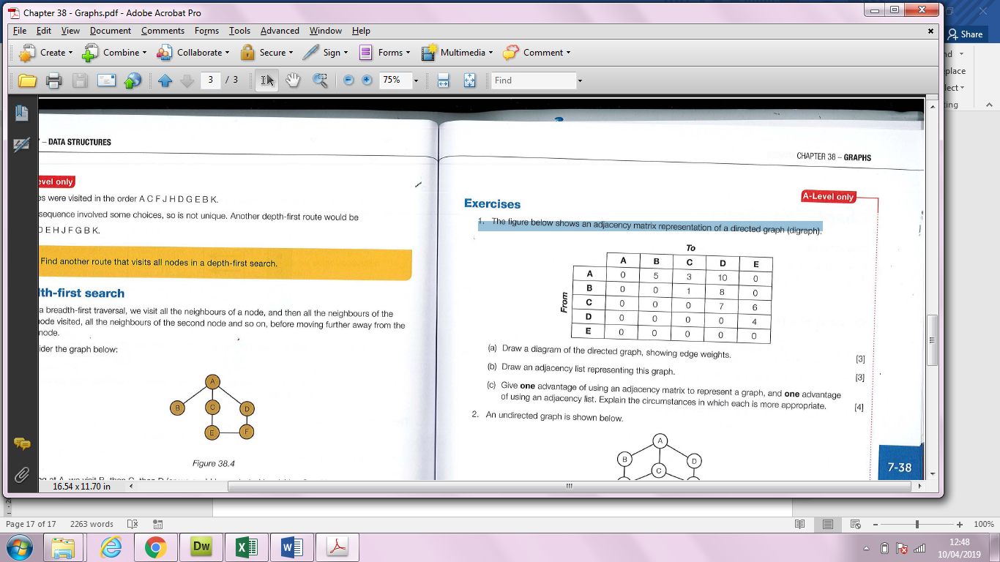 Chapter 38 - Graphs.pdf - Adobe Acrobat Pro
File Edit View Document Comments Forms Tools Advanced Window Help
Share
Create Combine Collaborate Secure Sign Forms Multimedia Comment
3 / 3 75% Find
nd
place
lect
ting
– DATA STRUCTURES
evel only
es were visited in the order A C F J H D G E B K.
sequence involved some choices, so is not unique. Another depth-first route would be
D E H J F G B K.
Find another route that visits all nodes in a depth-first search.
th-first search
a breadth-first traversal, we visit all the neighbours of a node, and then all the neighbours of the
node visited, all the neighbours of the second node and so on, before moving further away from the
node.
ider the graph below:
A
B C D
E F
Figure 38.4
CHAPTER 38 – GRAPHS
A-Level only
Exercises
1. The figure below shows an adjacency matrix representation of a directed graph (digraph).
To
A B C D E
From
A 0 5 3 10 0
B 0 0 1 8 0
C 0 0 0 7 6
D 0 0 0 0 4
E 0 0 0 0 0
(a) Draw a diagram of the directed graph, showing edge weights. [3]
(b) Draw an adjacency list representing this graph. [3]
(c) Give one advantage of using an adjacency matrix to represent a graph, and one advantage
of using an adjacency list. Explain the circumstances in which each is more appropriate. [4]
2. An undirected graph is shown below.
A
B D
C
7-38
16.54 x 11.70 in
Page 17 of 17 2263 words 100%
Dw
12:48
10/04/2019